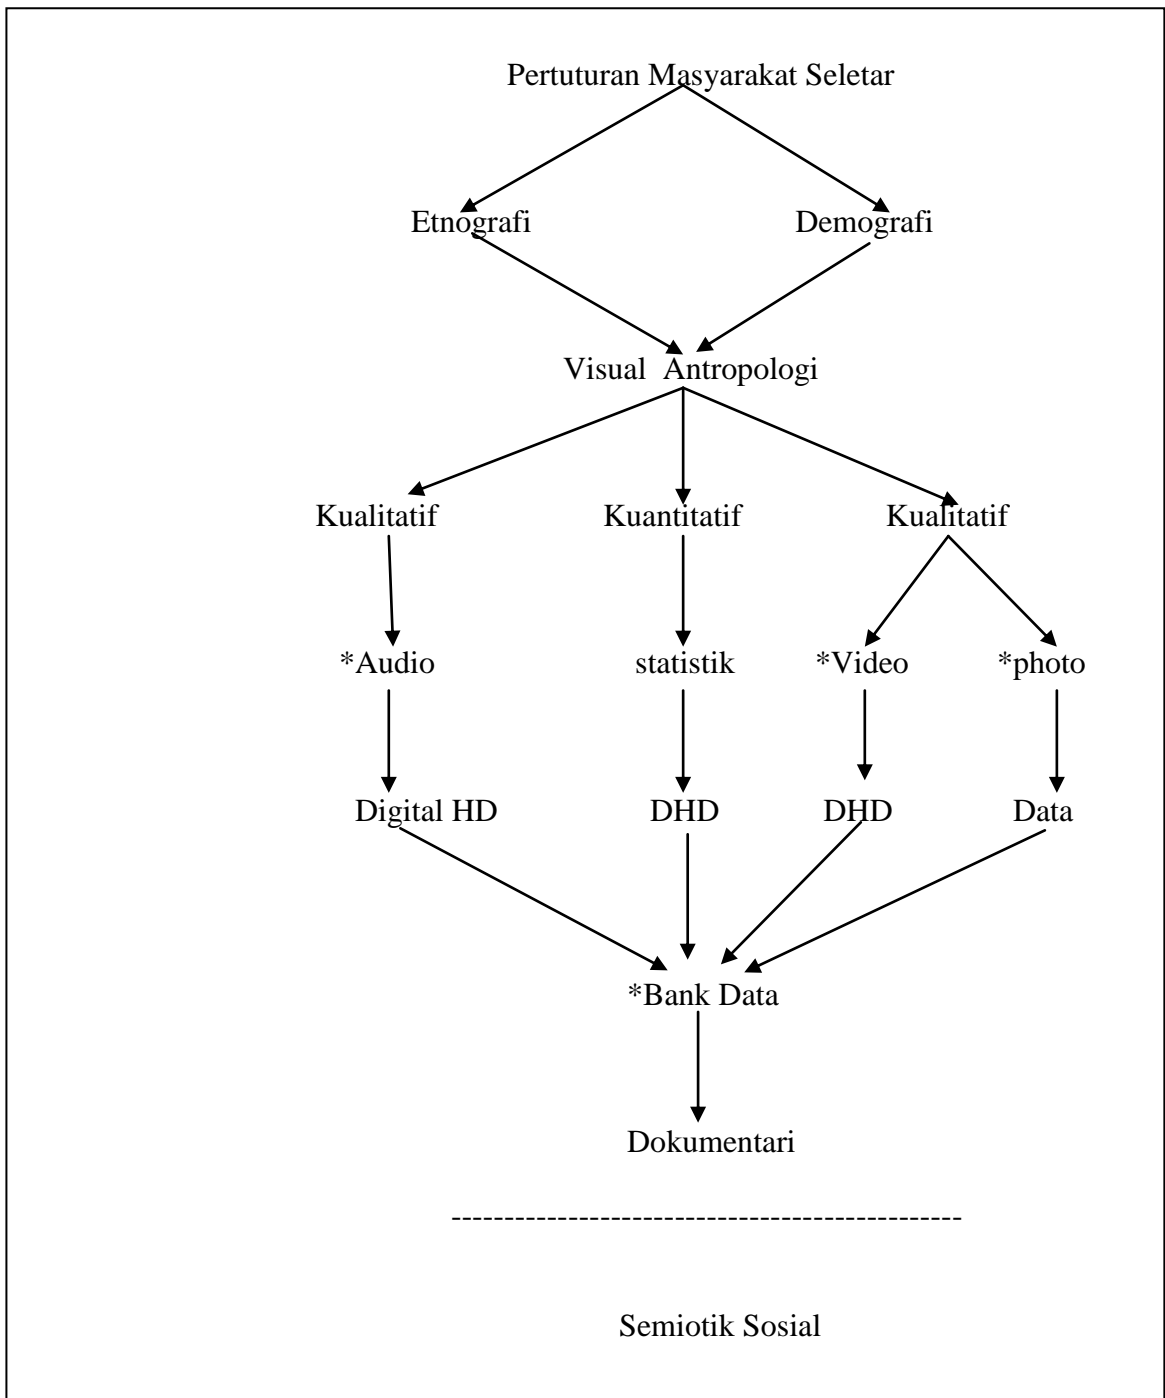 Pertuturan Masyarakat Seletar
Etnografi Demografi
Visual Antropologi
Kualitatif Kuantitatif Kualitatif
*Audio statistik *Video *photo
Digital HD DHD DHD Data
*Bank Data
Dokumentari
Semiotik Sosial